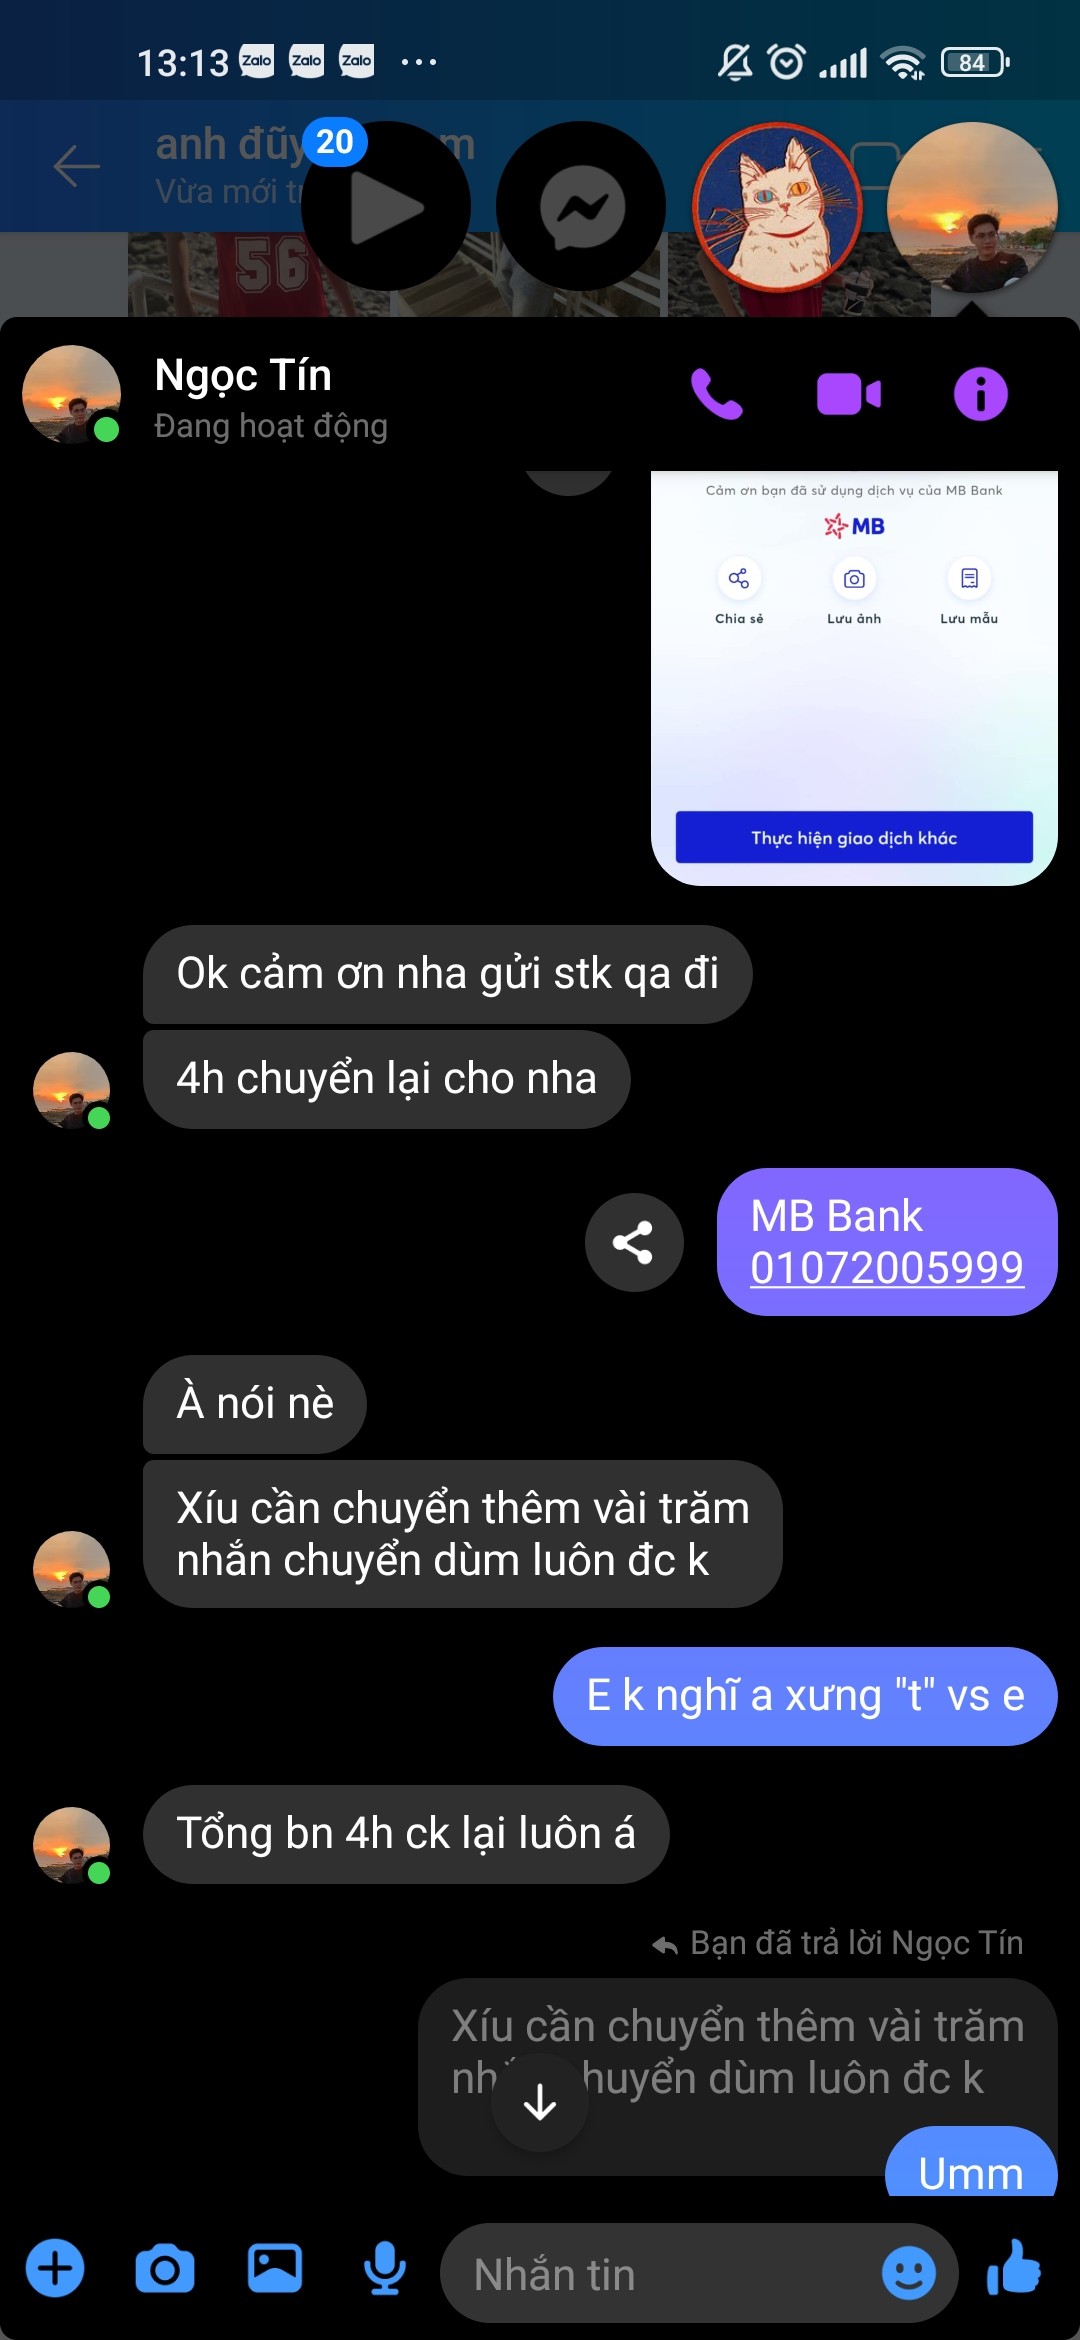 13:13 Zalo Zalo Zalo ... 84
20
anh đũy m
Vừa mới tr
56
Ngọc Tín
Đang hoạt động
Cảm ơn bạn đã sử dụng dịch vụ của MB Bank
MB
Chia sẻ Lưu ảnh Lưu mẫu
Thực hiện giao dịch khác
Ok cảm ơn nha gửi stk qa đi
4h chuyển lại cho nha
MB Bank
01072005999
À nói nè
Xíu cần chuyển thêm vài trăm
nhắn chuyển dùm luôn đc k
E k nghĩ a xưng "t" vs e
Tổng bn 4h ck lại luôn á
Bạn đã trả lời Ngọc Tín
Xíu cần chuyển thêm vài trăm
nh huyển dùm luôn đc k
Umm
Nhắn tin